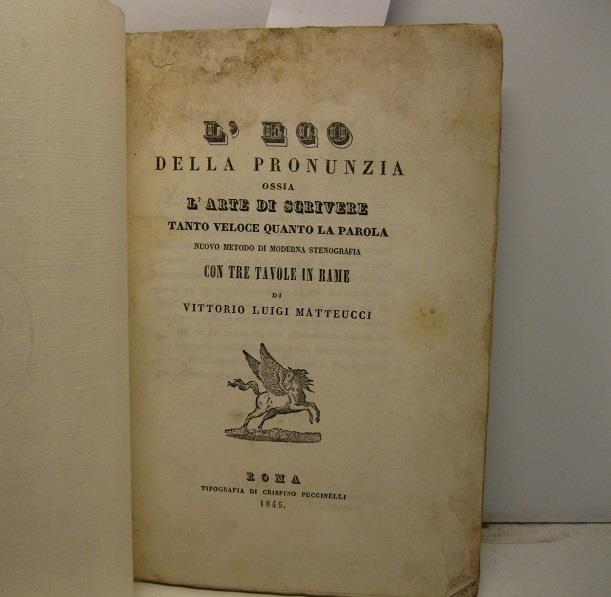 L' ECO
DELLA PRONUNZIA
OSSIA
L'ARTE DI SCRIVERE
TANTO VELOCE QUANTO LA PAROLA
NUOVO METODO DI MODERNA STENOGRAFIA
CON TRE TAVOLE IN RAME
DI
VITTORIO LUIGI MATTEUCCI
ROMA
TIPOGRAFIA DI CRISPINO PUCCINELLI
1845.